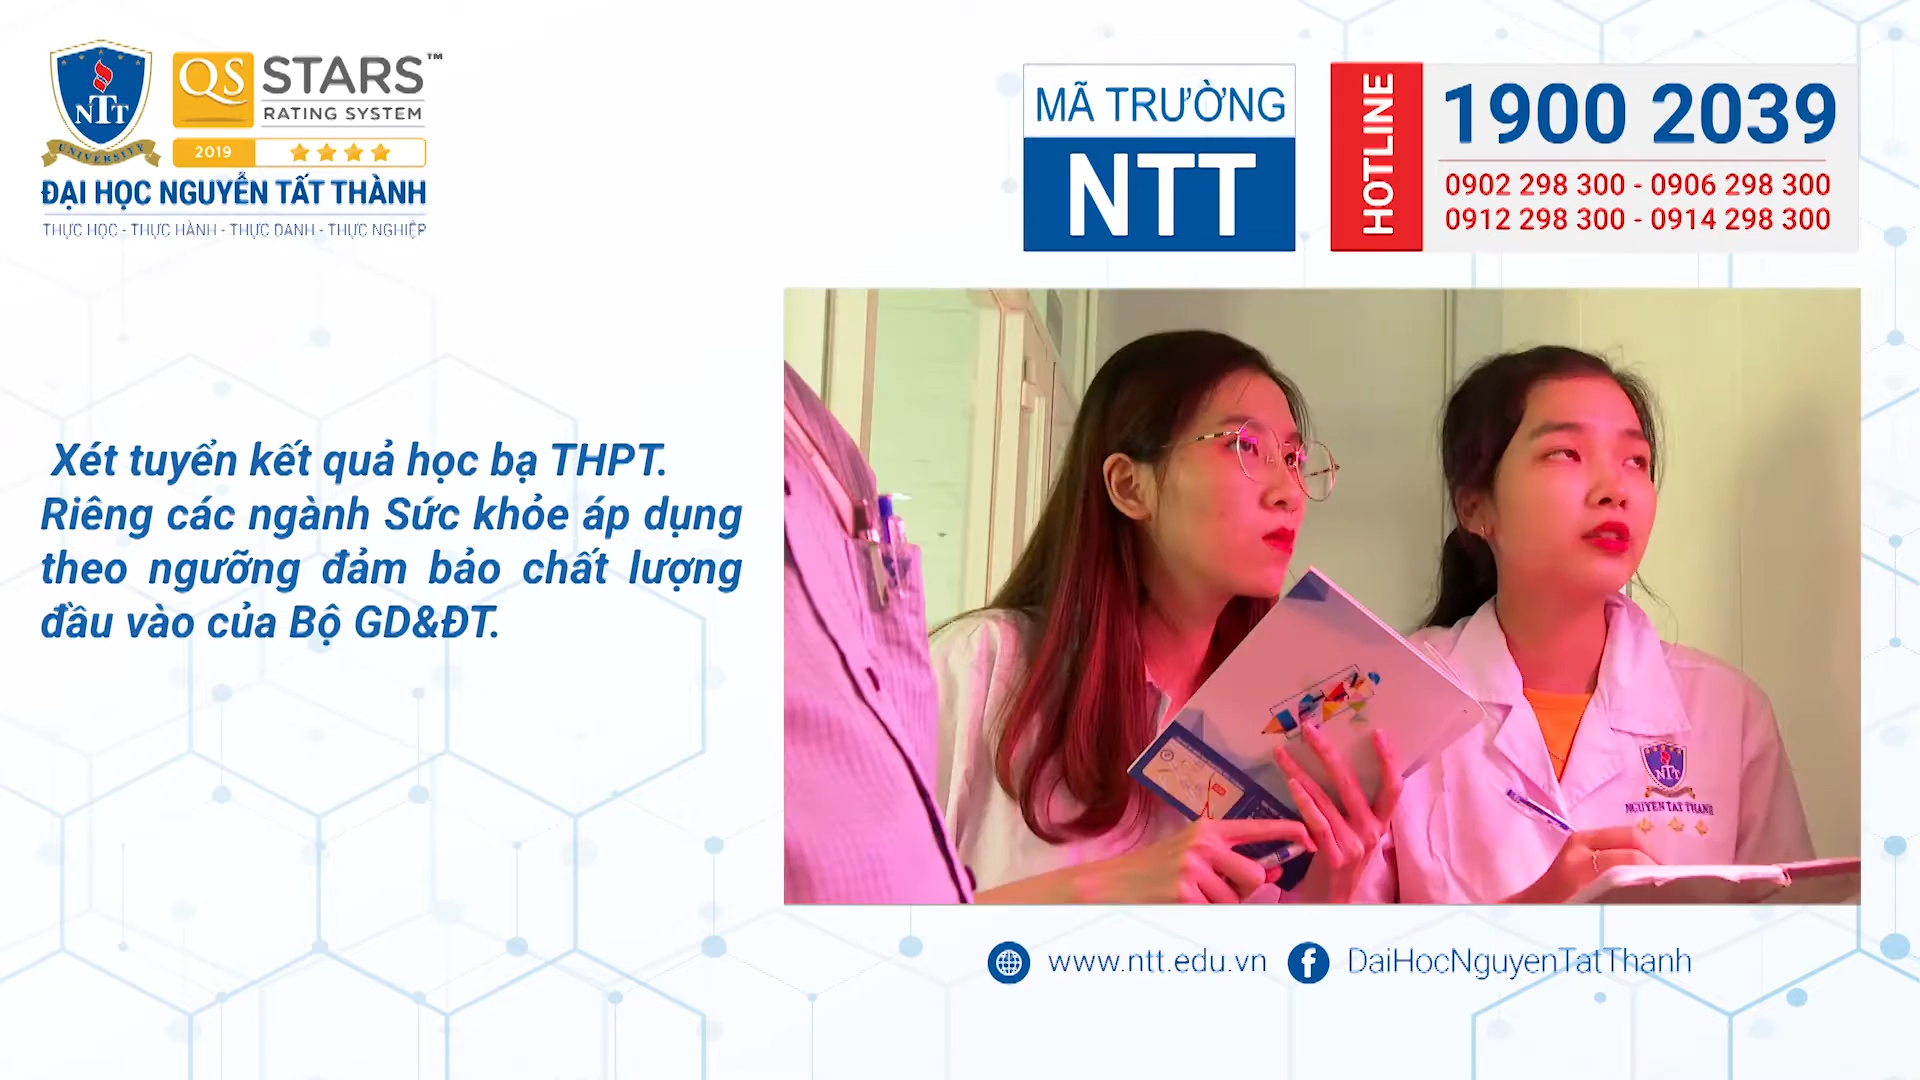 NTT
UNIVERSITY
QS STARS™
RATING SYSTEM
2019
ĐẠI HỌC NGUYỄN TẤT THÀNH
THỰC HỌC - THỰC HÀNH - THỰC DANH - THỰC NGHIỆP
MÃ TRƯỜNG
NTT
HOTLINE
1900 2039
0902 298 300 - 0906 298 300
0912 298 300 - 0914 298 300
Xét tuyển kết quả học bạ THPT.
Riêng các ngành Sức khỏe áp dụng
theo ngưỡng đảm bảo chất lượng
đầu vào của Bộ GD&ĐT.
NTT
NGUYEN TAT THANH
www.ntt.edu.vn
DaiHocNguyenTatThanh